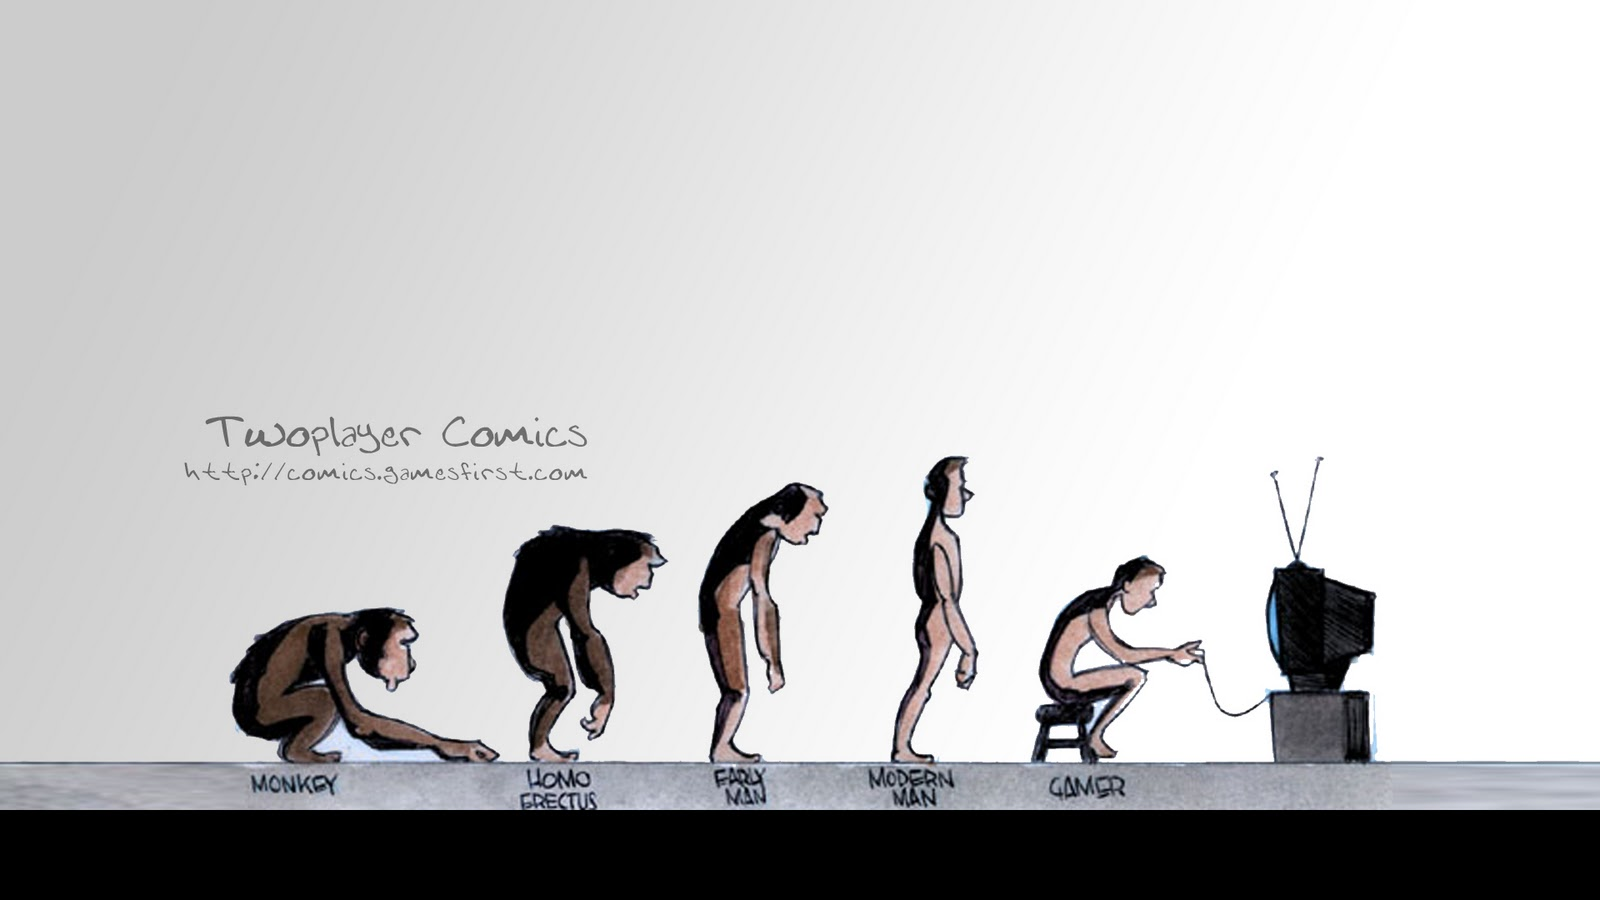 Twoplayer Comics
http://comics.gamesfirst.com
MONKEY
HOMO
ERECTUS
EARLY
MAN
MODERN
MAN
GAMER